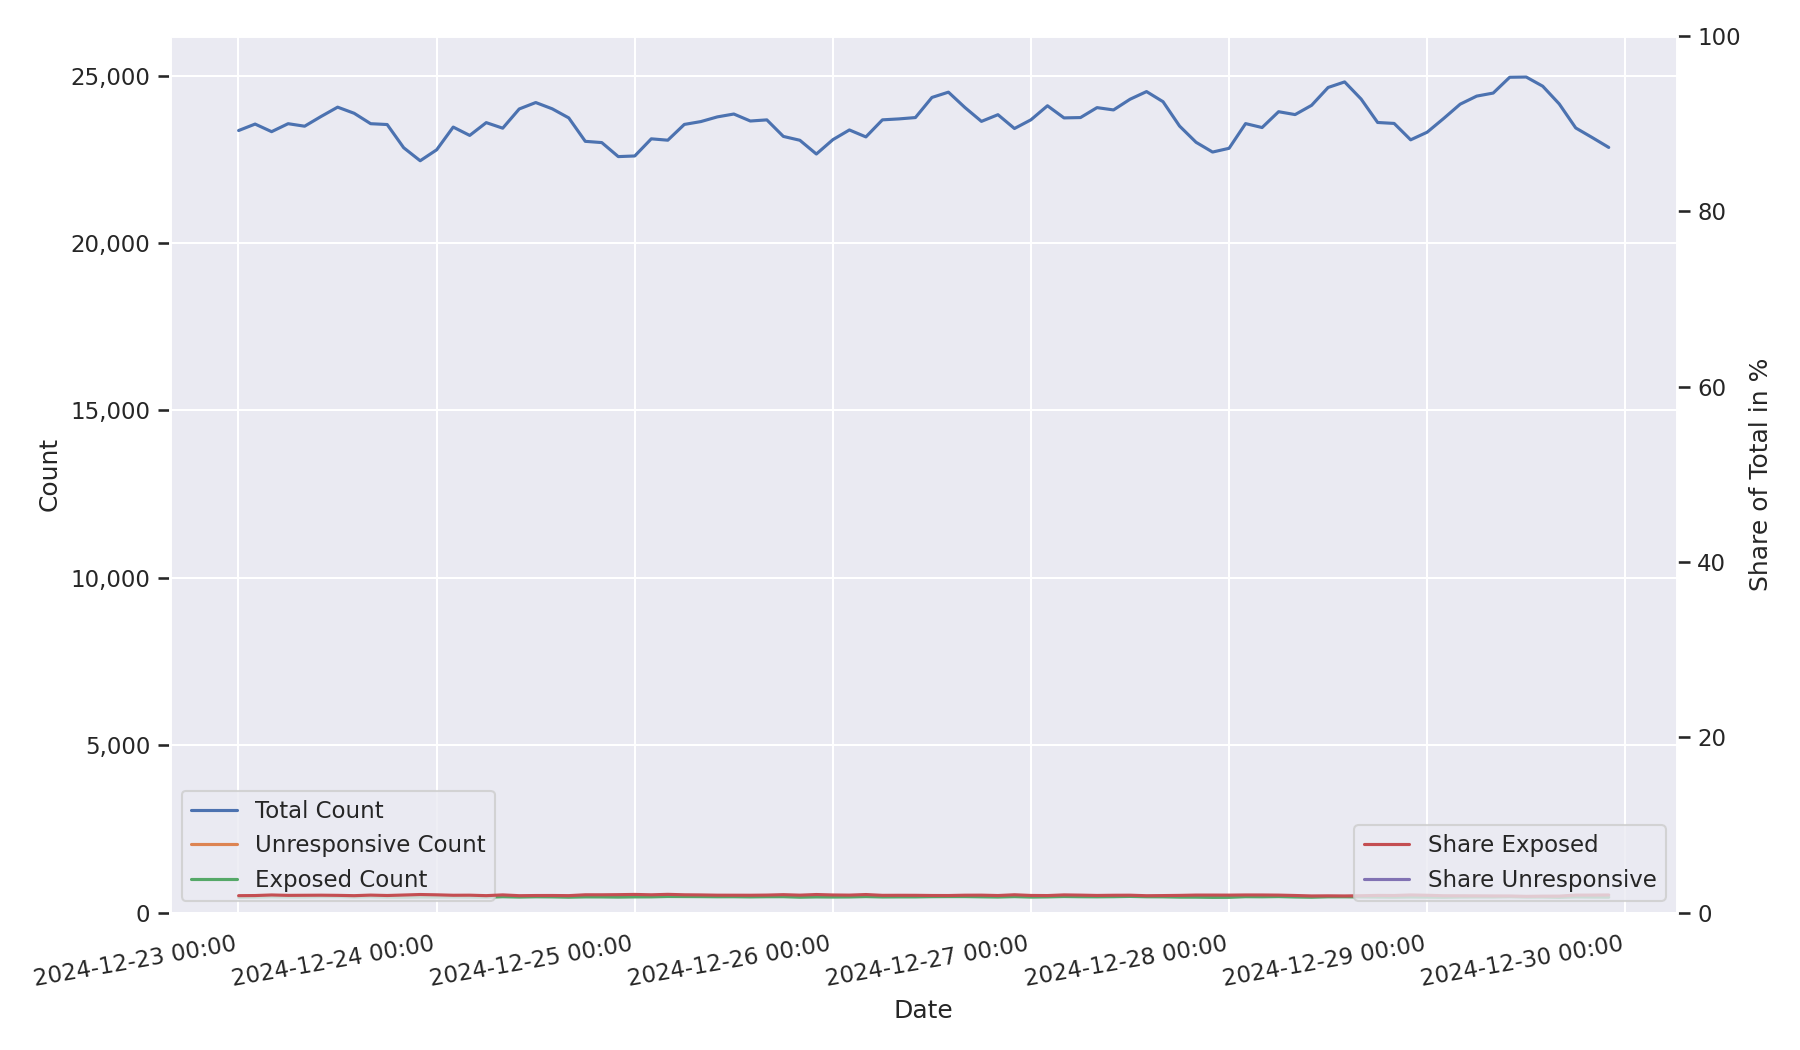 25,000
20,000
15,000
10,000
5,000
0
Count
100
80
60
40
20
0
Share of Total in %
Total Count
Unresponsive Count
Exposed Count
Share Exposed
Share Unresponsive
2024-12-23 00:00
2024-12-24 00:00
2024-12-25 00:00
2024-12-26 00:00
2024-12-27 00:00
2024-12-28 00:00
2024-12-29 00:00
2024-12-30 00:00
Date